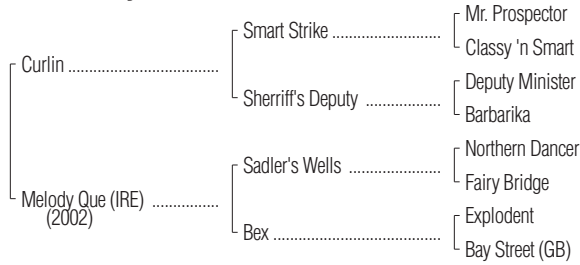 Mr. Prospector
Smart Strike ....................
Classy 'n Smart
Curlin ...............................
Deputy Minister
Sherriff's Deputy ..............
Barbarika
Northern Dancer
Sadler's Wells .................
Fairy Bridge
Melody Que (IRE) .............
(2002)
Explodent
Bex ...................................
Bay Street (GB)